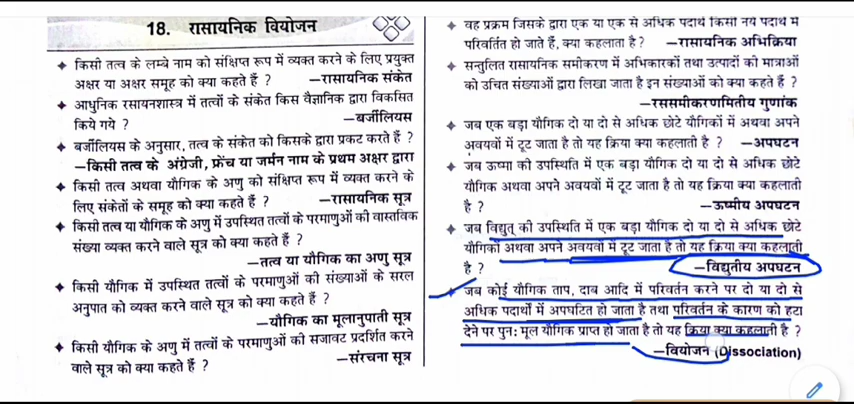 18. रासायनिक वियोजन
किसी तत्व के लम्बे नाम को संक्षिप्त रूप में व्यक्त करने के लिए प्रयुक्त
अक्षर या अक्षर समूह को क्या कहते हैं ? —रासायनिक संकेत
आधुनिक रसायनशास्त्र में तत्वों के संकेत किस वैज्ञानिक द्वारा विकसित
किये गये ? —बर्जीलियस
बर्जीलियस के अनुसार, तत्व के संकेत को किसके द्वारा प्रकट करते हैं ?
—किसी तत्व के अंग्रेजी, फ्रेंच या जर्मन नाम के प्रथम अक्षर द्वारा
किसी तत्व अथवा यौगिक के अणु को संक्षिप्त रूप में व्यक्त करने के
लिए संकेतों के समूह को क्या कहते हैं ? —रासायनिक सूत्र
किसी तत्व या यौगिक के अणु में उपस्थित तत्वों के परमाणुओं की वास्तविक
संख्या व्यक्त करने वाले सूत्र को क्या कहते हैं ?
—तत्व या यौगिक का अणु सूत्र
किसी यौगिक में उपस्थित तत्वों के परमाणुओं की संख्याओं के सरल
अनुपात को व्यक्त करने वाले सूत्र को क्या कहते हैं ?
—यौगिक का मूलानुपाती सूत्र
किसी यौगिक के अणु में तत्वों के परमाणुओं की सजावट प्रदर्शित करने
वाले सूत्र को क्या कहते हैं ? —संरचना सूत्र
वह प्रक्रम जिसके द्वारा एक या एक से अधिक पदार्थ किसी नये पदार्थ में
परिवर्तित हो जाते हैं, क्या कहलाता है ? —रासायनिक अभिक्रिया
सन्तुलित रासायनिक समीकरण में अभिकारकों तथा उत्पादों की मात्राओं
को उचित संख्याओं द्वारा लिखा जाता है इन संख्याओं को क्या कहते हैं ?
—रससमीकरणमितीय गुणांक
जब एक बड़ा यौगिक दो या दो से अधिक छोटे यौगिकों में अथवा अपने
अवयवों में टूट जाता है तो यह क्रिया क्या कहलाती है ? —अपघटन
जब ऊष्मा की उपस्थिति में एक बड़ा यौगिक दो या दो से अधिक छोटे
यौगिक अथवा अपने अवयवों में टूट जाता है तो यह क्रिया क्या कहलाती
है ? —ऊष्मीय अपघटन
जब विद्युत् की उपस्थिति में एक बड़ा यौगिक दो या दो से अधिक छोटे
यौगिकों अथवा अपने अवयवों में टूट जाता है तो यह क्रिया क्या कहलाती
है ? —विद्युतीय अपघटन
जब कोई यौगिक ताप, दाब आदि में परिवर्तन करने पर दो या दो से
अधिक पदार्थों में अपघटित हो जाता है तथा परिवर्तन के कारण को हटा
देने पर पुन: मूल यौगिक प्राप्त हो जाता है तो यह क्रिया क्या कहलाती है ?
—वियोजन (Dissociation)